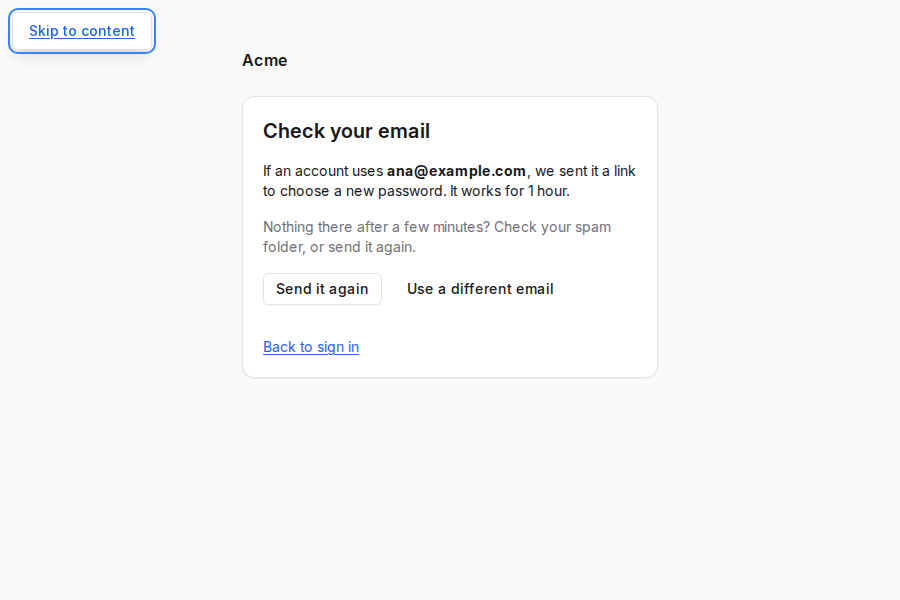 Skip to content
Acme
Check your email
If an account uses ana@example.com, we sent it a link
to choose a new password. It works for 1 hour.
Nothing there after a few minutes? Check your spam
folder, or send it again.
Send it again
Use a different email
Back to sign in